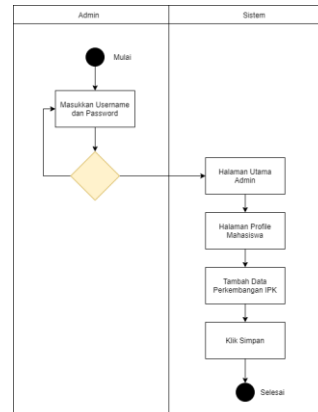 Admin
Sistem
Mulai
Masukkan Username
dan Password
Halaman Utama
Admin
Halaman Profile
Mahasiswa
Tambah Data
Perkembangan IPK
Klik Simpan
Selesai